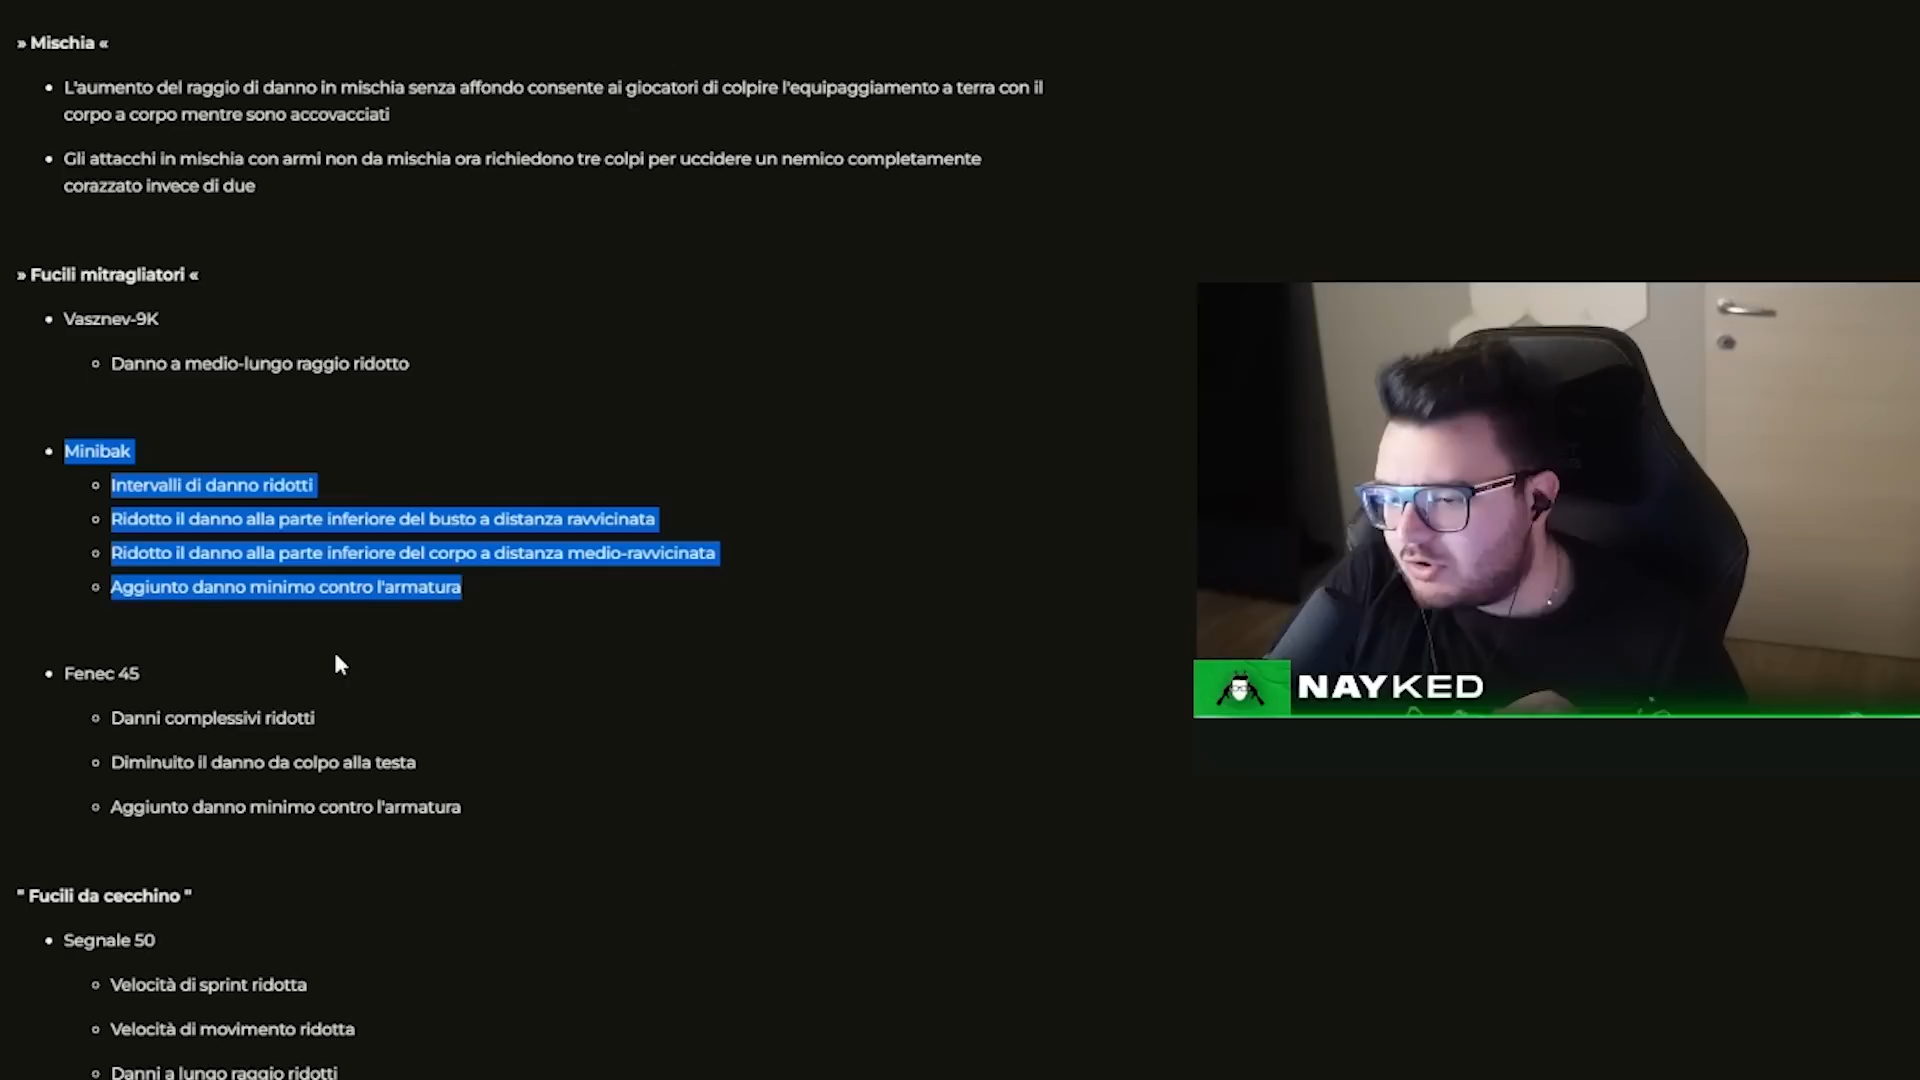 » Mischia «
L'aumento del raggio di danno in mischia senza affondo consente ai giocatori di colpire l'equipaggiamento a terra con il
corpo a corpo mentre sono accovacciati
Gli attacchi in mischia con armi non da mischia ora richiedono tre colpi per uccidere un nemico completamente
corazzato invece di due
» Fucili mitragliatori «
Vasznev-9K
Danno a medio-lungo raggio ridotto
Minibak
Intervalli di danno ridotti
Ridotto il danno alla parte inferiore del busto a distanza ravvicinata
Ridotto il danno alla parte inferiore del corpo a distanza medio-ravvicinata
Aggiunto danno minimo contro l'armatura
Fenec 45
Danni complessivi ridotti
Diminuito il danno da colpo alla testa
Aggiunto danno minimo contro l'armatura
" Fucili da cecchino "
Segnale 50
Velocità di sprint ridotta
Velocità di movimento ridotta
Danni a lungo raggio ridotti
NAYKED